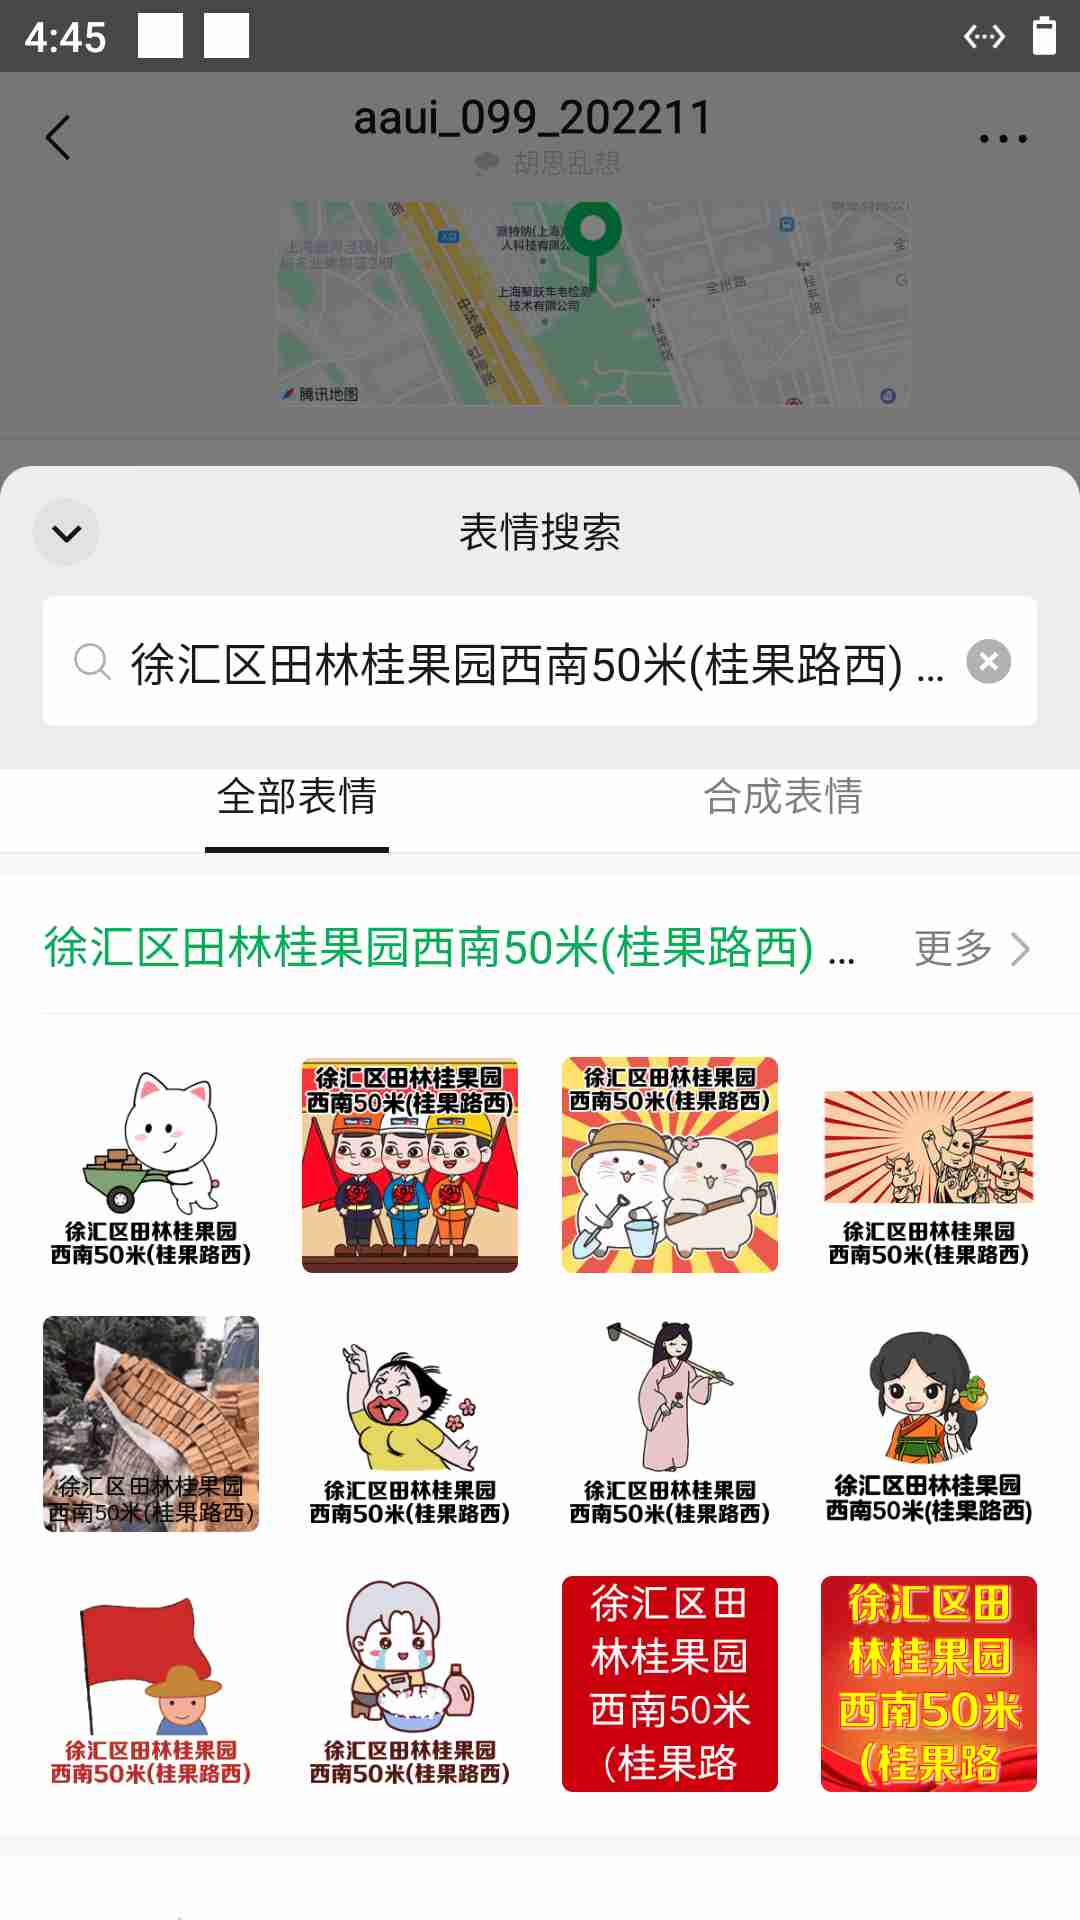 4:45
aaui_099_202211
胡思乱想
上海聚跃车老检测
技术有限公司
中环路
虹漕路
全州路
桂平路
桂果路
腾讯地图
表情搜索
徐汇区田林桂果园西南50米(桂果路西) ...
全部表情
合成表情
徐汇区田林桂果园西南50米(桂果路西) ...
更多
徐汇区田林桂果园
西南50米(桂果路西)
徐汇区田林桂果园
西南50米(桂果路西)
徐汇区田林桂果园
西南50米(桂果路西)
徐汇区田林桂果园
西南50米(桂果路西)
徐汇区田林桂果园
西南50米(桂果路西)
徐汇区田林桂果园
西南50米(桂果路西)
徐汇区田林桂果园
西南50米(桂果路西)
徐汇区田林桂果园
西南50米(桂果路西)
徐汇区田林桂果园
西南50米(桂果路西)
徐汇区田林桂果园
西南50米(桂果路西)
徐汇区田
林桂果园
西南50米
(桂果路
徐汇区田
林桂果园
西南50米
(桂果路